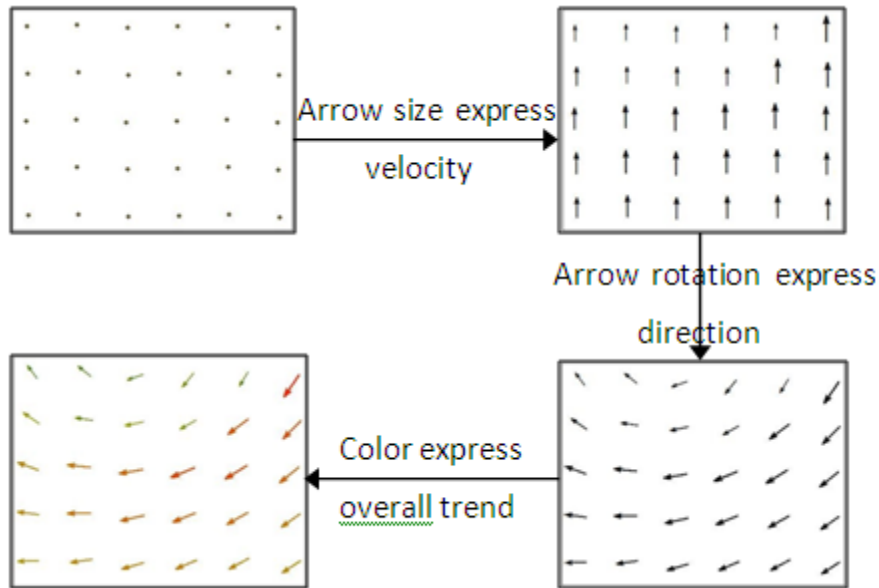 Arrow size express
velocity
Arrow rotation express
direction
Color express
overall trend